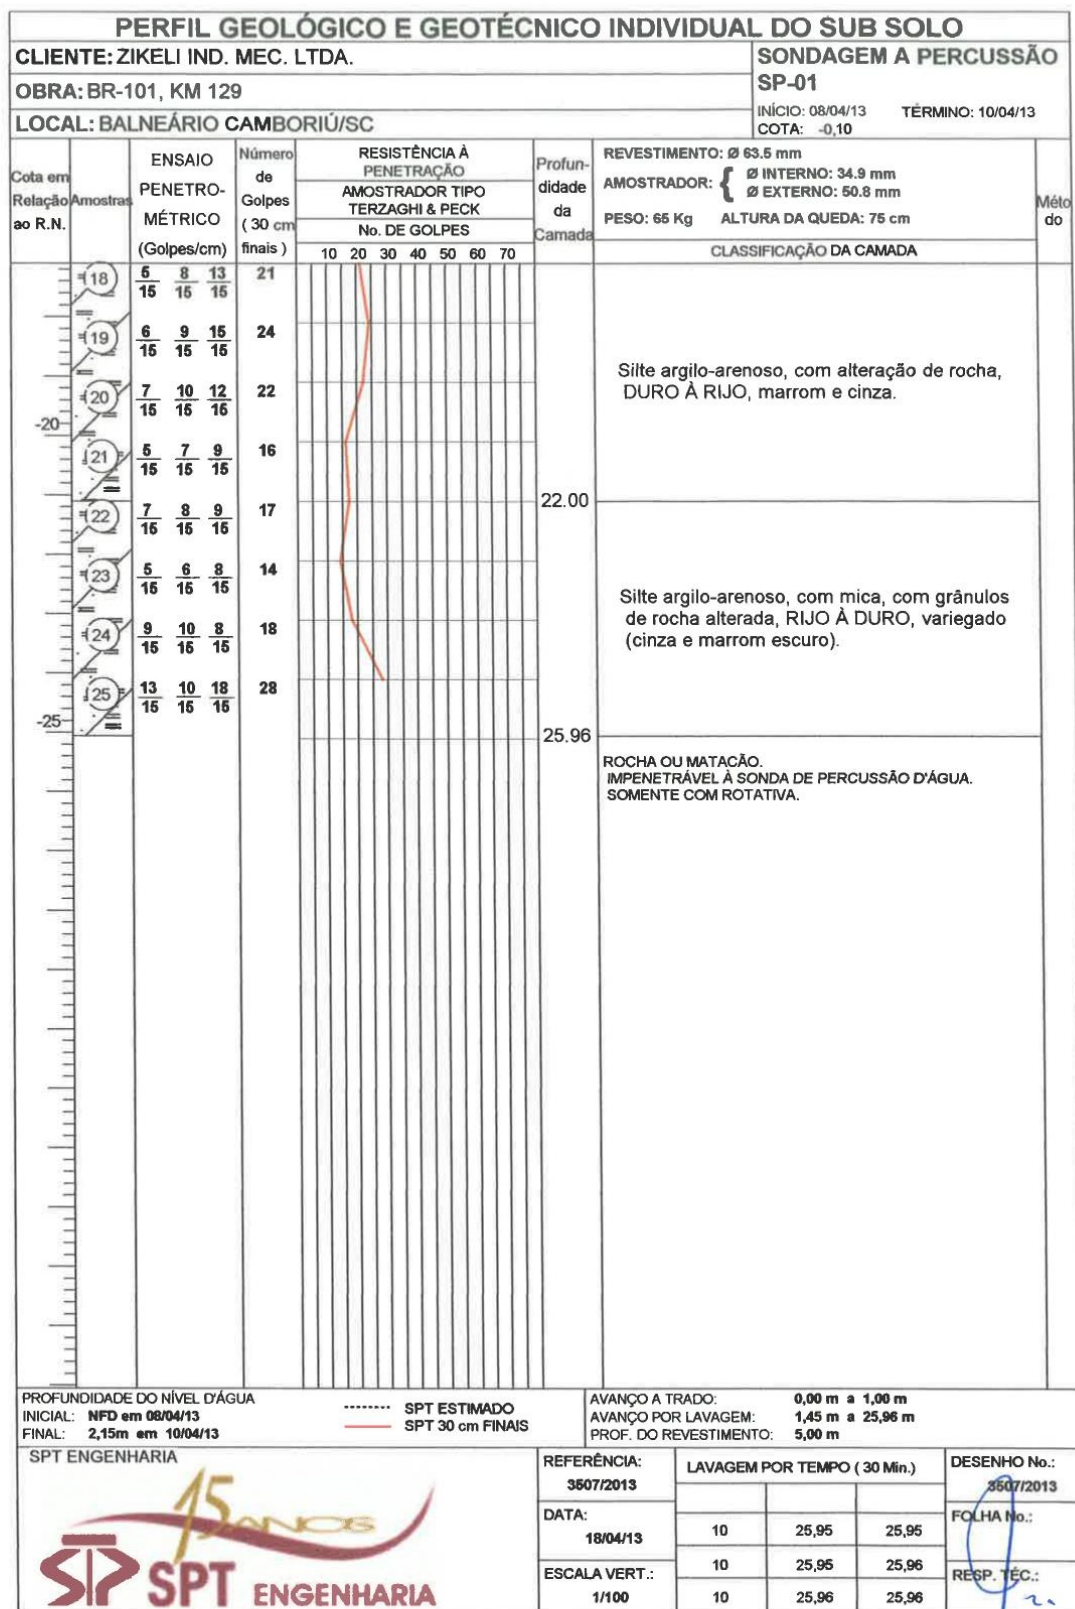 PERFIL GEOLÓGICO E GEOTÉCNICO INDIVIDUAL DO SUB SOLO
CLIENTE: ZIKELI IND. MEC. LTDA.
OBRA: BR-101, KM 129
LOCAL: BALNEÁRIO CAMBORIÚ/SC
SONDAGEM A PERCUSSÃO
SP-01
INÍCIO: 08/04/13 TÉRMINO: 10/04/13
COTA: -0,10
Cota em Relação ao R.N.
Amostras
ENSAIO PENETRO-MÉTRICO (Golpes/cm)
Número de Golpes ( 30 cm finais )
RESISTÊNCIA À PENETRAÇÃO
AMOSTRADOR TIPO TERZAGHI & PECK
No. DE GOLPES
10 20 30 40 50 60 70
Profun-didade da Camada
REVESTIMENTO: Ø 63.5 mm
AMOSTRADOR: { Ø INTERNO: 34.9 mm
Ø EXTERNO: 50.8 mm
PESO: 65 Kg ALTURA DA QUEDA: 75 cm
CLASSIFICAÇÃO DA CAMADA
Méto do
18 5/15 8/15 13/15 21
19 6/15 9/15 15/15 24
20 7/15 10/15 12/15 22
-20
21 5/15 7/15 9/15 16
22 7/15 8/15 9/15 17
23 5/15 6/15 8/15 14
24 9/15 10/15 8/15 18
25 13/15 10/15 18/15 28
-25
Silte argilo-arenoso, com alteração de rocha,
DURO À RIJO, marrom e cinza.
22.00
Silte argilo-arenoso, com mica, com grânulos
de rocha alterada, RIJO À DURO, variegado
(cinza e marrom escuro).
25.96
ROCHA OU MATACÃO.
IMPENETRÁVEL À SONDA DE PERCUSSÃO D'ÁGUA.
SOMENTE COM ROTATIVA.
PROFUNDIDADE DO NÍVEL D'ÁGUA
INICIAL: NFD em 08/04/13
FINAL: 2,15m em 10/04/13
SPT ESTIMADO
SPT 30 cm FINAIS
AVANÇO A TRADO: 0,00 m a 1,00 m
AVANÇO POR LAVAGEM: 1,45 m a 25,96 m
PROF. DO REVESTIMENTO: 5,00 m
SPT ENGENHARIA
15 ANOS
SPT ENGENHARIA
REFERÊNCIA:
3507/2013
DATA:
18/04/13
ESCALA VERT.:
1/100
LAVAGEM POR TEMPO ( 30 Min.)
10 25,95 25,95
10 25,95 25,96
10 25,96 25,96
DESENHO No.:
3507/2013
FOLHA No.:
RESP. TÉC.: